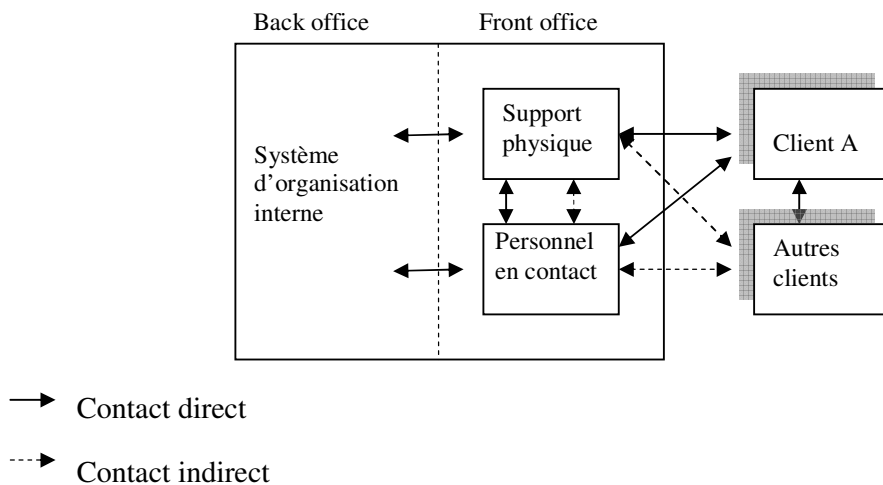 Back office
Front office
Support
physique
Client A
Système
d'organisation
interne
Personnel
en contact
Autres
clients
Contact direct
Contact indirect